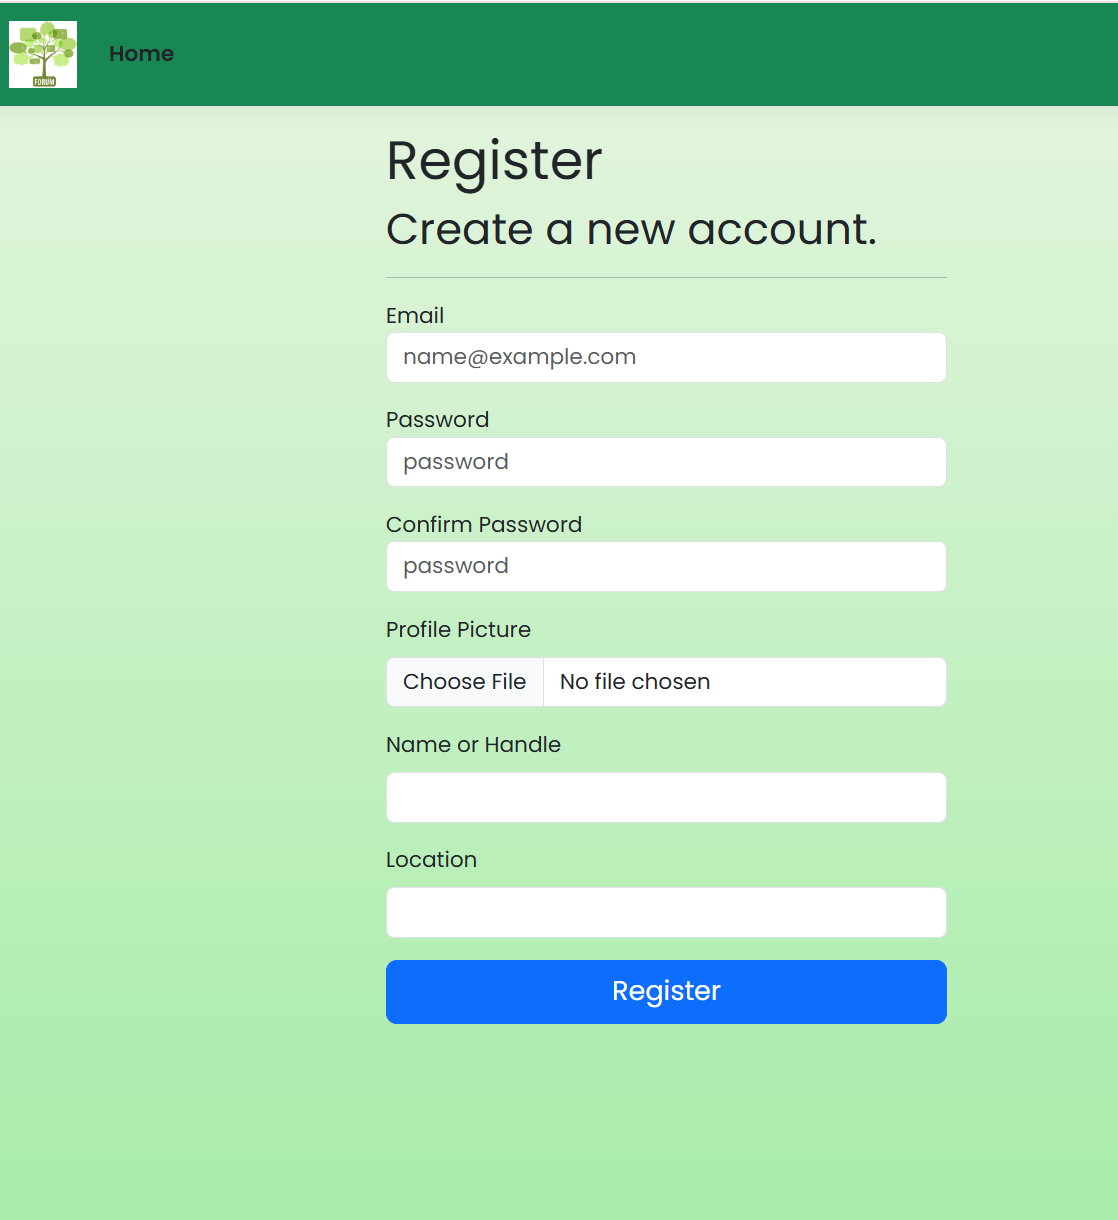 FORUM
Home
Register
Create a new account.
Email
name@example.com
Password
password
Confirm Password
password
Profile Picture
Choose File No file chosen
Name or Handle
Location
Register